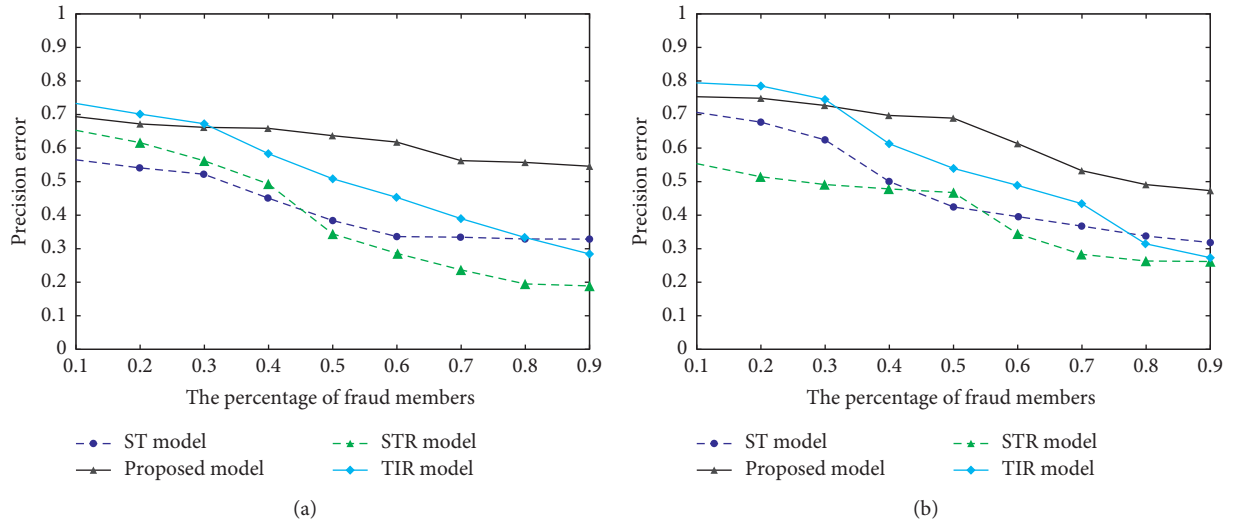 1
0.9
0.8
0.7
0.6
0.5
0.4
0.3
0.2
0.1
0
Precision error
0.1 0.2 0.3 0.4 0.5 0.6 0.7 0.8 0.9
The percentage of fraud members
ST model STR model
Proposed model TIR model
(a)
1
0.9
0.8
0.7
0.6
0.5
0.4
0.3
0.2
0.1
0
Precision error
0.1 0.2 0.3 0.4 0.5 0.6 0.7 0.8 0.9
The percentage of fraud members
ST model STR model
Proposed model TIR model
(b)